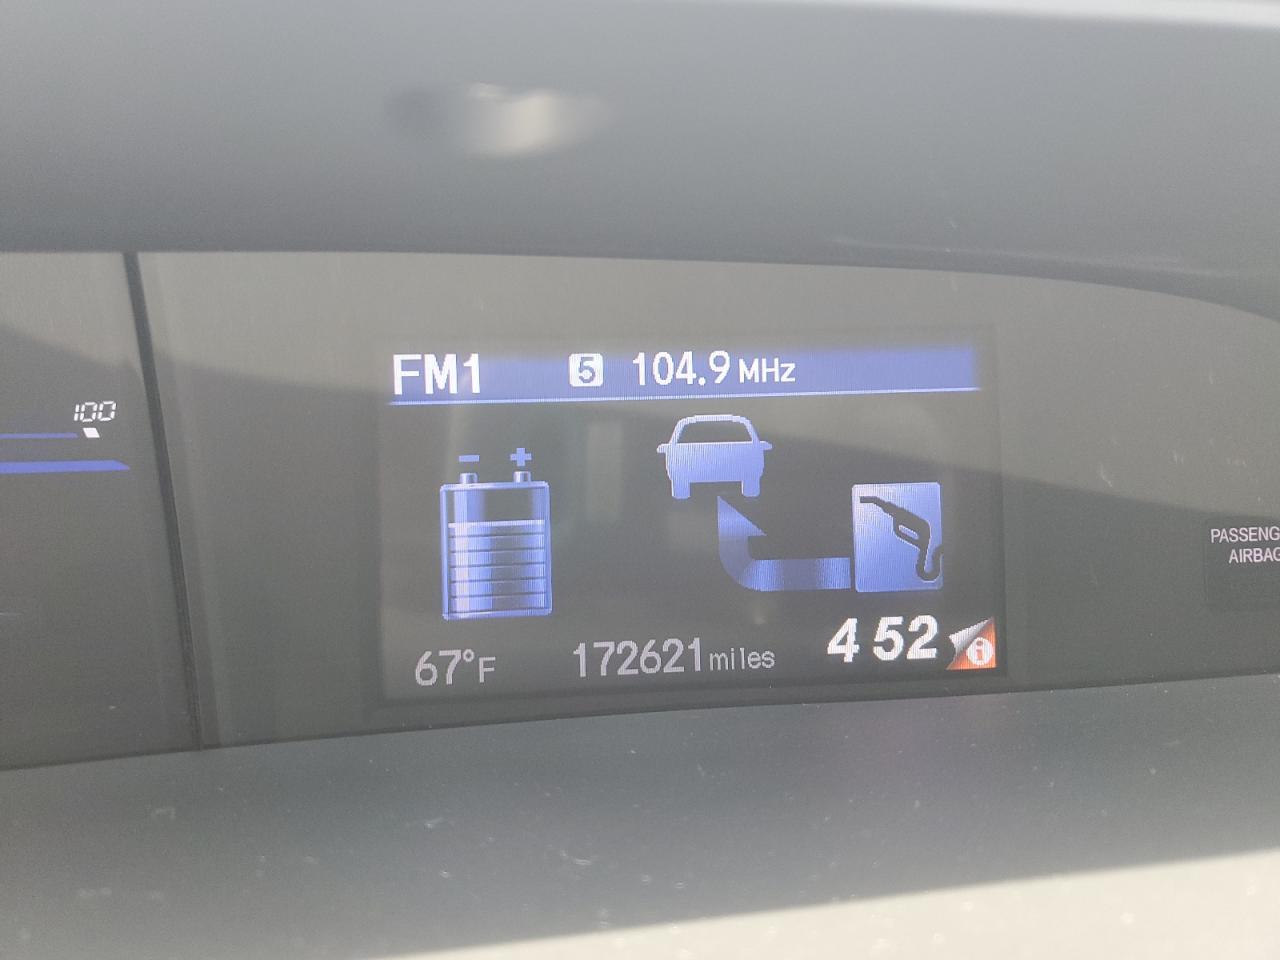 FM1 5 104.9 MHz
100
- +
67°F 172621 miles 4 52 i
PASSENG
AIRBAG